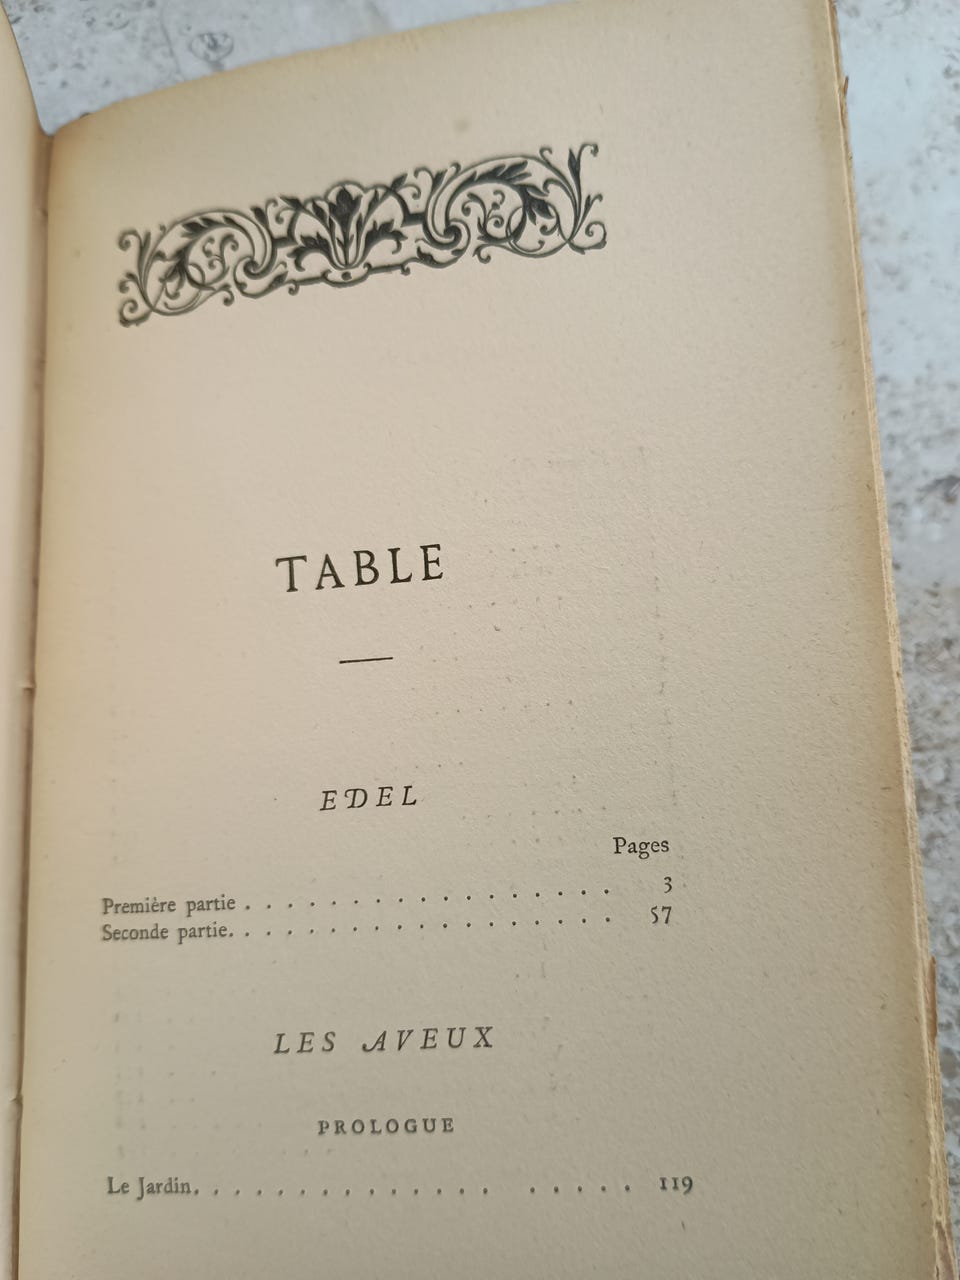 TABLE
EDEL
Pages
Première partie . . . . . . . . . . . . . . . . . 3
Seconde partie. . . . . . . . . . . . . . . . . . 57
LES AVEUX
PROLOGUE
Le Jardin. . . . . . . . . . . . . . . . . . . 119